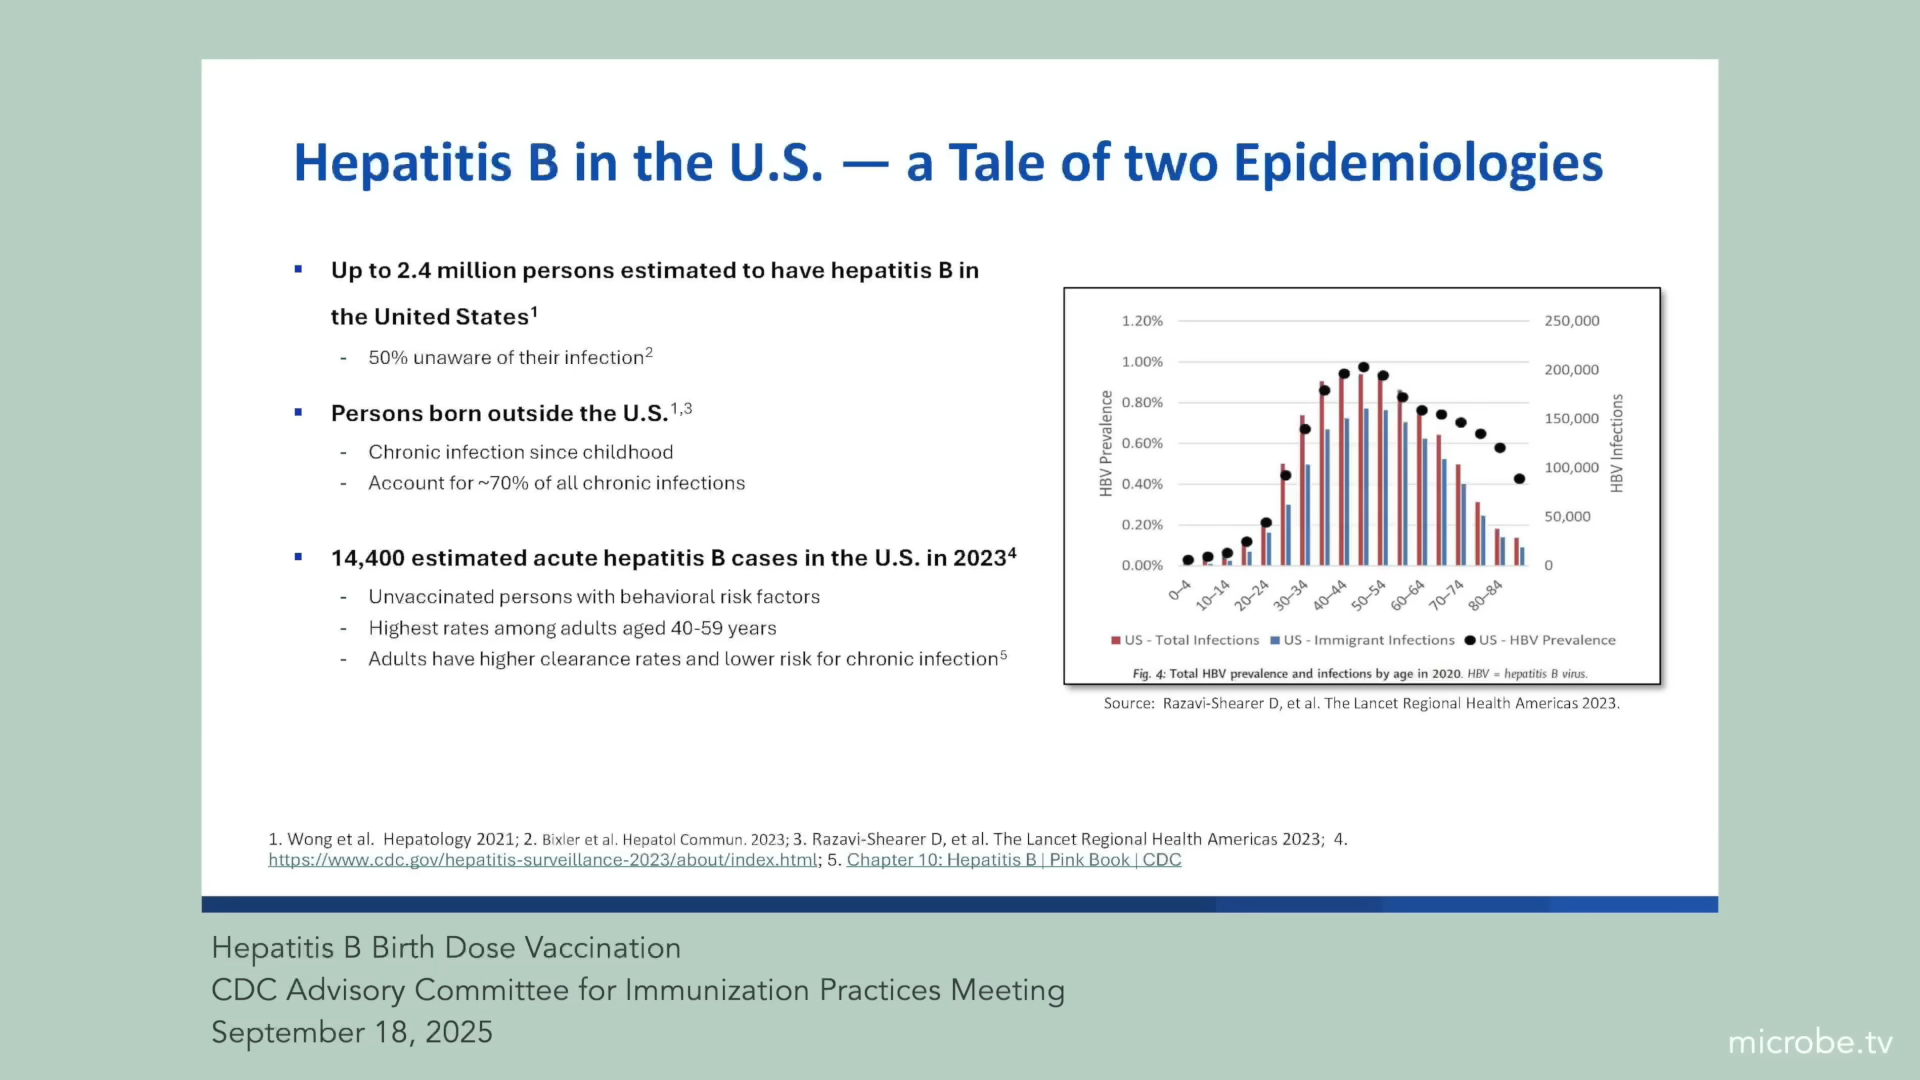 Hepatitis B in the U.S. — a Tale of two Epidemiologies
▪ Up to 2.4 million persons estimated to have hepatitis B in
the United States¹
- 50% unaware of their infection²
▪ Persons born outside the U.S.¹,³
- Chronic infection since childhood
- Account for ~70% of all chronic infections
▪ 14,400 estimated acute hepatitis B cases in the U.S. in 2023⁴
- Unvaccinated persons with behavioral risk factors
- Highest rates among adults aged 40-59 years
- Adults have higher clearance rates and lower risk for chronic infection⁵
HBV Prevalence
1.20%
1.00%
0.80%
0.60%
0.40%
0.20%
0.00%
250,000
200,000
150,000
100,000
50,000
0
HBV Infections
0–4
10–14
20–24
30–34
40–44
50–54
60–64
70–74
80–84
US - Total Infections US - Immigrant Infections US - HBV Prevalence
Fig. 4: Total HBV prevalence and infections by age in 2020. HBV = hepatitis B virus.
Source: Razavi-Shearer D, et al. The Lancet Regional Health Americas 2023.
1. Wong et al. Hepatology 2021; 2. Bixler et al. Hepatol Commun. 2023; 3. Razavi-Shearer D, et al. The Lancet Regional Health Americas 2023; 4.
https://www.cdc.gov/hepatitis-surveillance-2023/about/index.html; 5. Chapter 10: Hepatitis B | Pink Book | CDC
Hepatitis B Birth Dose Vaccination
CDC Advisory Committee for Immunization Practices Meeting
September 18, 2025
microbe.tv